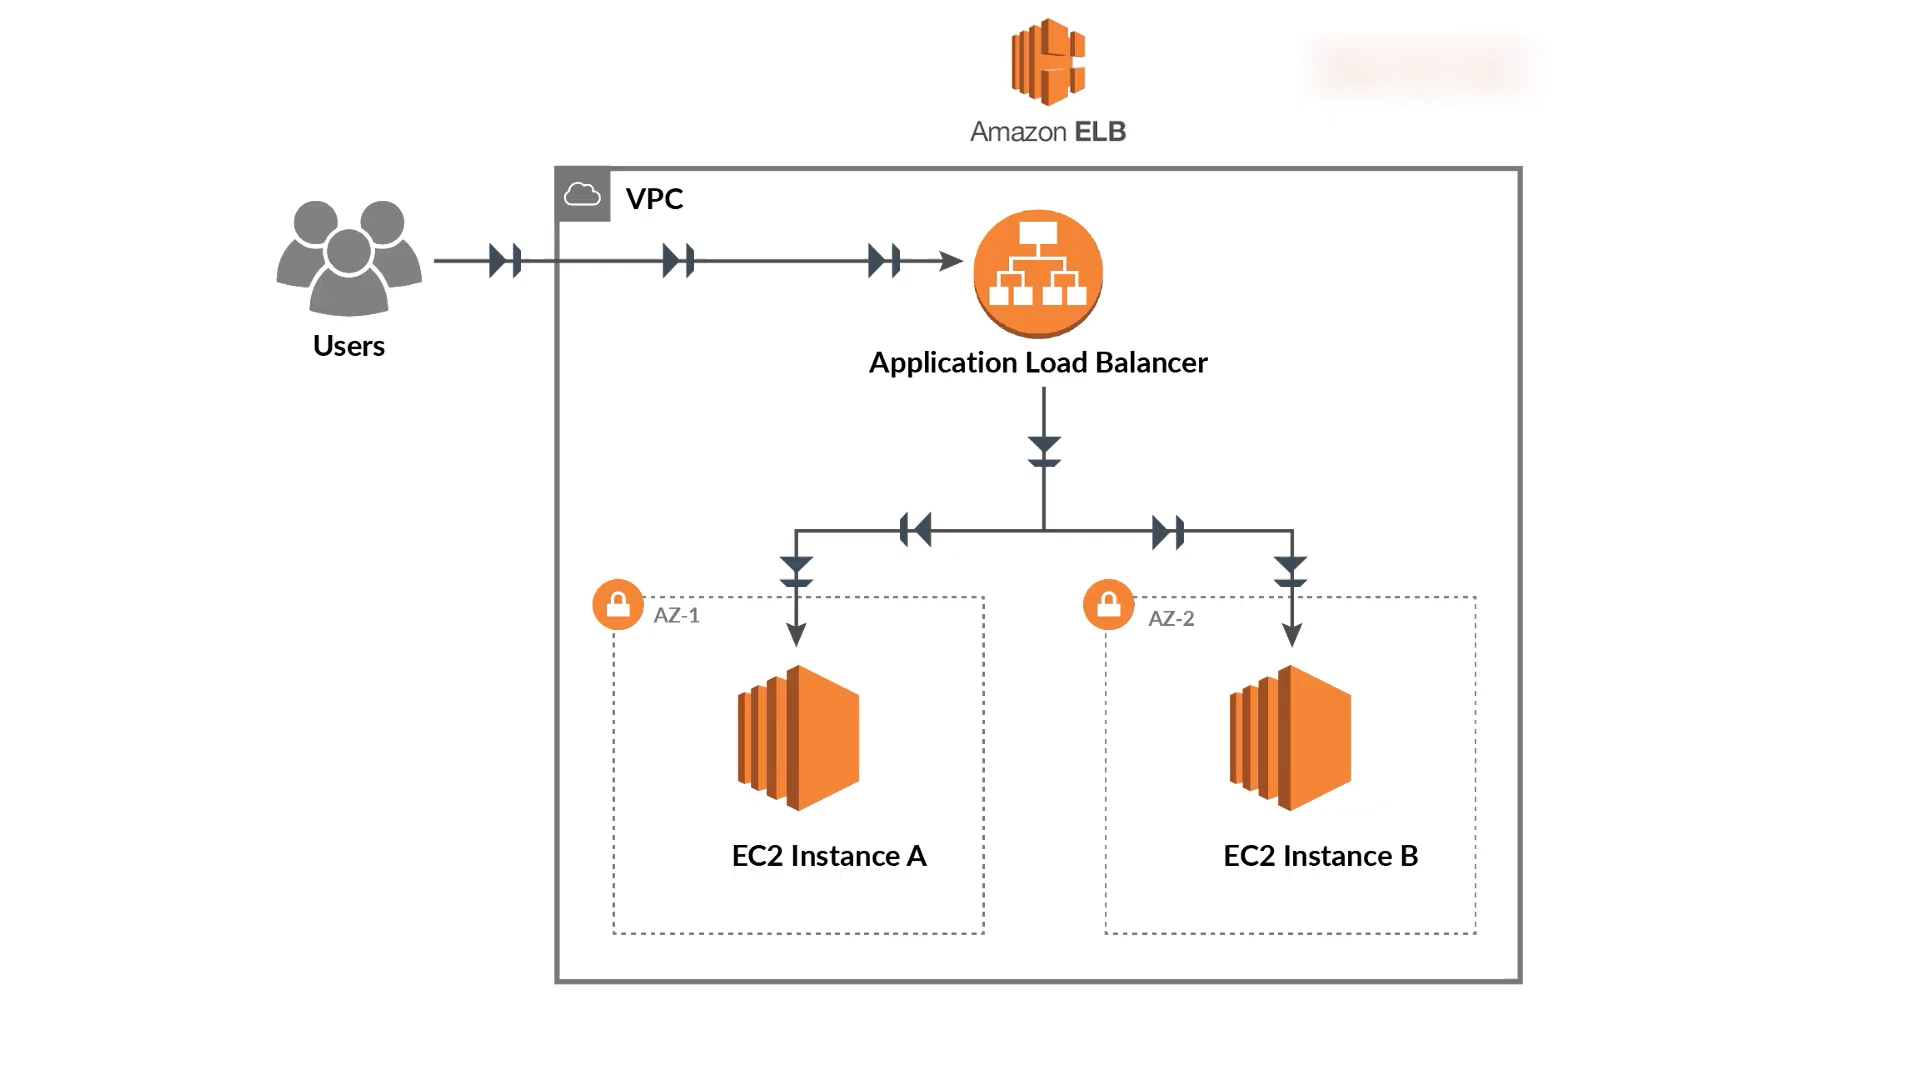 Amazon ELB
VPC
Users
Application Load Balancer
AZ-1
AZ-2
EC2 Instance A
EC2 Instance B